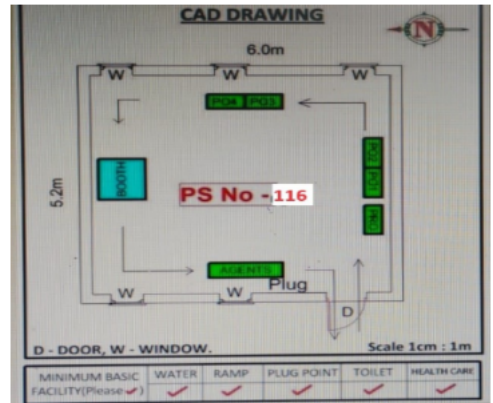 CAD DRAWING
N
6.0m
W W W
PO4 PO3
PO2
PO1
BOOTH
5.2m
PS No - 116
PRO
AGENTS
Plug
W W
D
D - DOOR, W - WINDOW.
Scale 1cm : 1m
MINIMUM BASIC FACILITY(Please ✓)
WATER RAMP PLUG POINT TOILET HEALTH CARE
✓ ✓ ✓ ✓ ✓